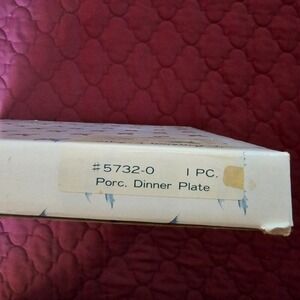 #5732-0 1 PC.
Porc. Dinner Plate